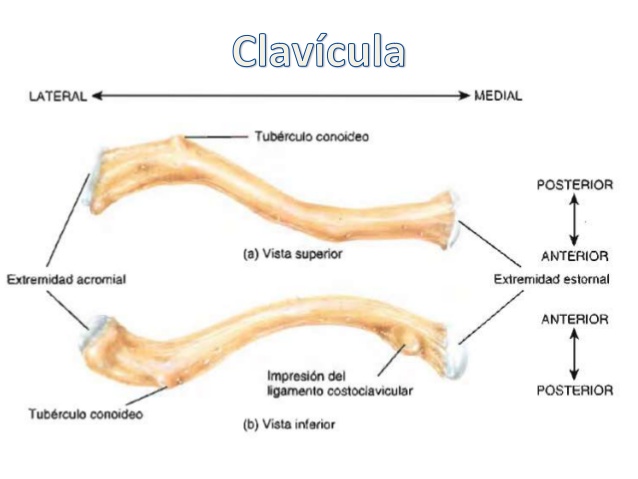 Clavícula
LATERAL
MEDIAL
Tubérculo conoideo
POSTERIOR
(a) Vista superior
ANTERIOR
Extremidad acromial
Extremidad estornal
ANTERIOR
Impresión del
ligamento costoclavicular
POSTERIOR
Tubérculo conoideo
(b) Vista inferior